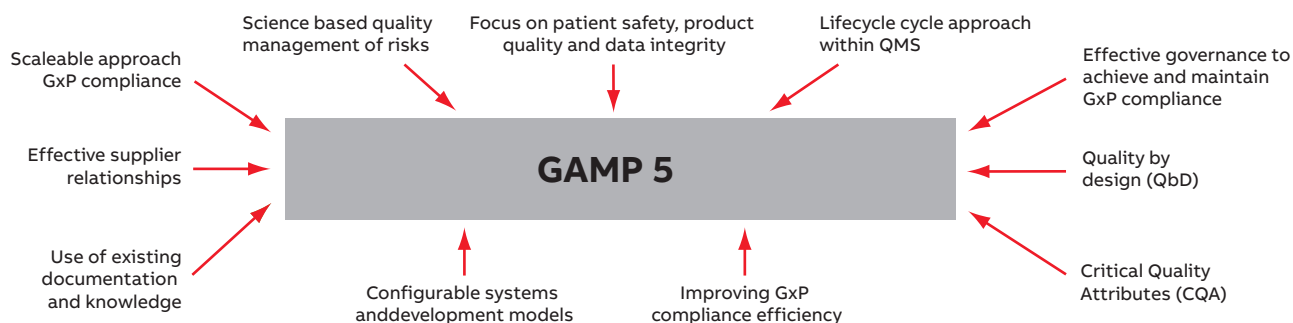 Scaleable approach
GxP compliance
Science based quality
management of risks
Focus on patient safety, product
quality and data integrity
Lifecycle cycle approach
within QMS
Effective governance to
achieve and maintain
GxP compliance
Effective supplier
relationships
GAMP 5
Quality by
design (QbD)
Use of existing
documentation
and knowledge
Configurable systems
anddevelopment models
Improving GxP
compliance efficiency
Critical Quality
Attributes (CQA)